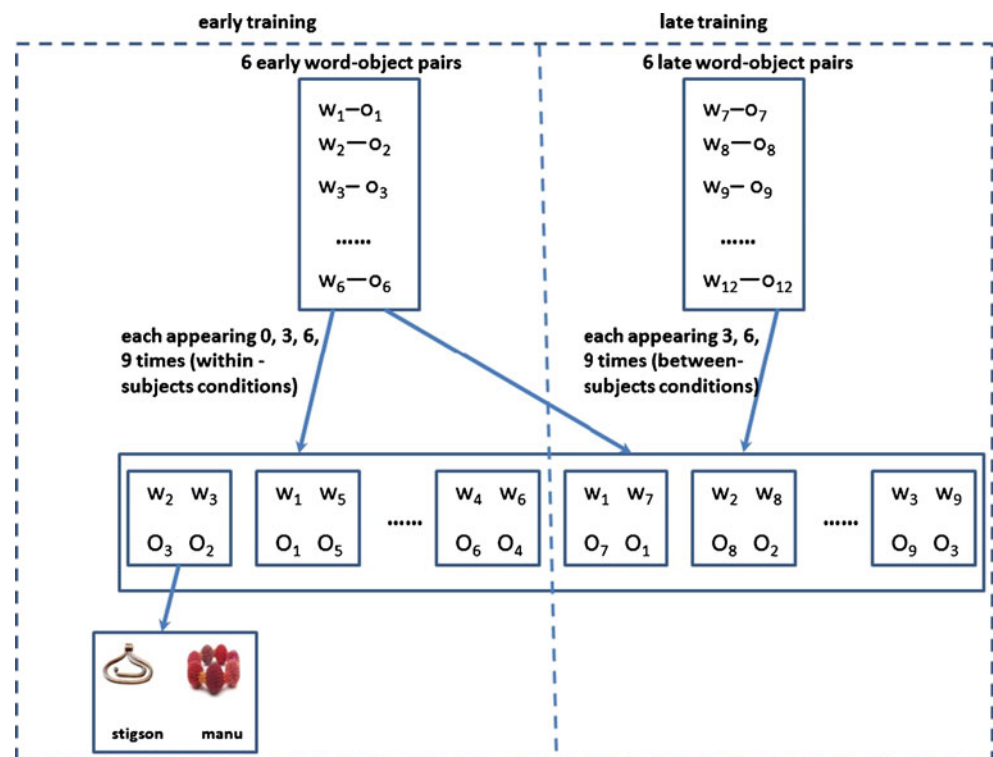 early training
late training
6 early word-object pairs
6 late word-object pairs
w₁—o₁
w₂—o₂
w₃—o₃
......
w₆—o₆
w₇—o₇
w₈—o₈
w₉—o₉
......
w₁₂—o₁₂
each appearing 0, 3, 6,
9 times (within -
subjects conditions)
each appearing 3, 6,
9 times (between-
subjects conditions)
w₂ w₃
O₃ O₂
w₁ w₅
O₁ O₅
......
w₄ w₆
O₆ O₄
w₁ w₇
O₇ O₁
w₂ w₈
O₈ O₂
......
w₃ w₉
O₉ O₃
stigson manu